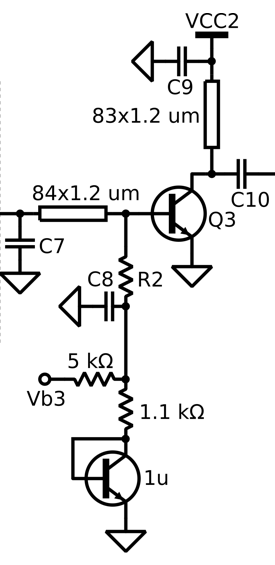 VCC2
C9
83x1.2 um
84x1.2 um
C10
Q3
C7
C8
R2
5 kΩ
Vb3
1.1 kΩ
1u